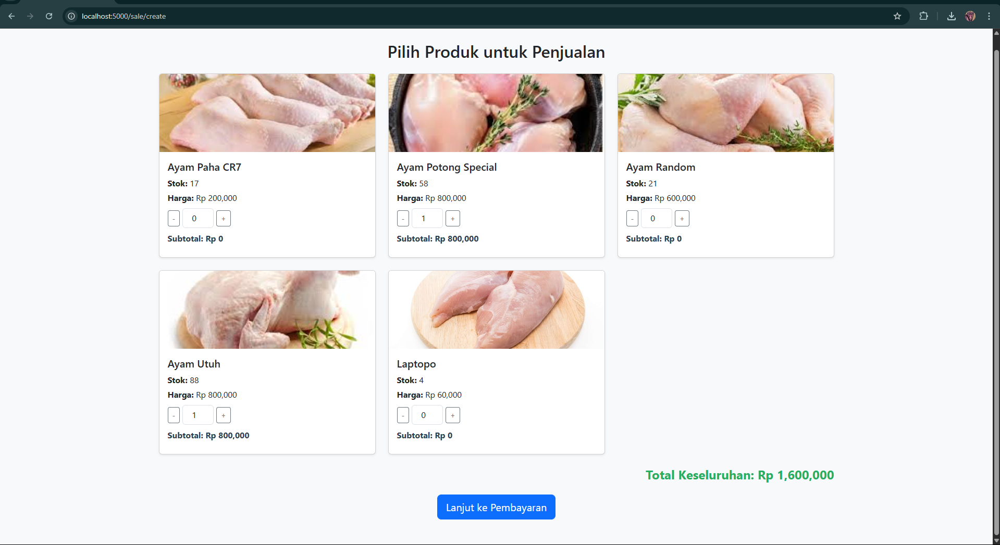 localhost:5000/sale/create
Pilih Produk untuk Penjualan
Ayam Paha CR7
Stok: 17
Harga: Rp 200,000
- 0 +
Subtotal: Rp 0
Ayam Potong Special
Stok: 58
Harga: Rp 800,000
- 1 +
Subtotal: Rp 800,000
Ayam Random
Stok: 21
Harga: Rp 600,000
- 0 +
Subtotal: Rp 0
Ayam Utuh
Stok: 88
Harga: Rp 800,000
- 1 +
Subtotal: Rp 800,000
Laptopo
Stok: 4
Harga: Rp 60,000
- 0 +
Subtotal: Rp 0
Total Keseluruhan: Rp 1,600,000
Lanjut ke Pembayaran